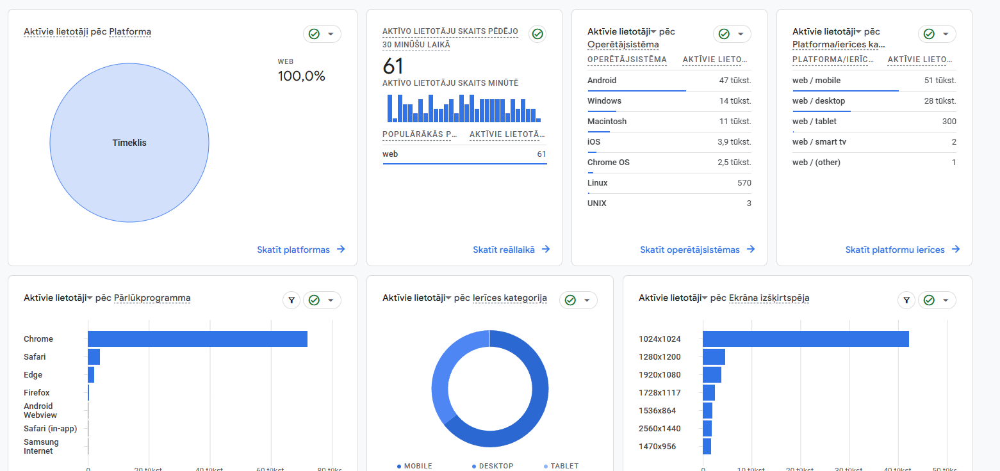 Aktīvie lietotāji pēc Platforma
WEB
100,0%
Tīmeklis
Skatīt platformas
AKTĪVO LIETOTĀJU SKAITS PĒDĒJO
30 MINŪŠU LAIKĀ
61
AKTĪVO LIETOTĀJU SKAITS MINŪTĒ
POPULĀRĀKĀS P… AKTĪVIE LIETOTĀ…
web 61
Skatīt reāllaikā
Aktīvie lietotāji pēc
Operētājsistēma
OPERĒTĀJSISTĒMA AKTĪVIE LIETO…
Android 47 tūkst.
Windows 14 tūkst.
Macintosh 11 tūkst.
iOS 3,9 tūkst.
Chrome OS 2,5 tūkst.
Linux 570
UNIX 3
Skatīt operētājsistēmas
Aktīvie lietotāji pēc
Platforma/ierīces ka…
PLATFORMA/IERĪC… AKTĪVIE LIETO…
web / mobile 51 tūkst.
web / desktop 28 tūkst.
web / tablet 300
web / smart tv 2
web / (other) 1
Skatīt platformu ierīces
Aktīvie lietotāji pēc Pārlūkprogramma
Chrome
Safari
Edge
Firefox
Android
Webview
Safari (in-app)
Samsung
Internet
0 20 tūkst. 40 tūkst. 60 tūkst. 80 tūks
Aktīvie lietotāji pēc Ierīces kategorija
MOBILE DESKTOP TABLET
Aktīvie lietotāji pēc Ekrāna izšķirtspēja
1024x1024
1280x1200
1920x1080
1728x1117
1536x864
2560x1440
1470x956
0 10 tūkst. 20 tūkst. 30 tūkst. 40 tūkst. 50 tūks